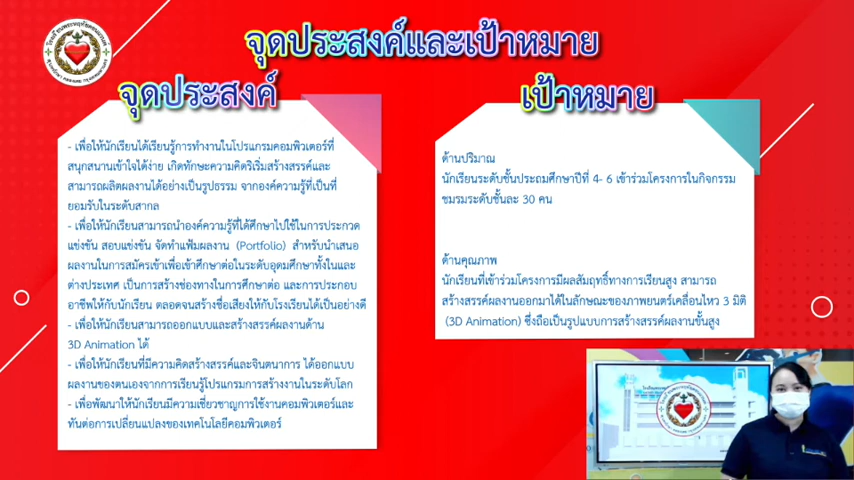 จุดประสงค์และเป้าหมาย
จุดประสงค์
- เพื่อให้นักเรียนได้เรียนรู้การทำงานในโปรแกรมคอมพิวเตอร์ที่
สนุกสนานเข้าใจได้ง่าย เกิดทักษะความคิดริเริ่มสร้างสรรค์และ
สามารถผลิตผลงานได้อย่างเป็นรูปธรรม จากองค์ความรู้ที่เป็นที่
ยอมรับในระดับสากล
- เพื่อให้นักเรียนสามารถนำองค์ความรู้ที่ได้ศึกษาไปใช้ในการประกวด
แข่งขัน สอบแข่งขัน จัดทำแฟ้มผลงาน (Portfolio) สำหรับนำเสนอ
ผลงานในการสมัครเข้าเพื่อเข้าศึกษาต่อในระดับอุดมศึกษาทั้งในและ
ต่างประเทศ เป็นการสร้างช่องทางในการศึกษาต่อ และการประกอบ
อาชีพให้กับนักเรียน ตลอดจนสร้างชื่อเสียงให้กับโรงเรียนได้เป็นอย่างดี
- เพื่อให้นักเรียนสามารถออกแบบและสร้างสรรค์ผลงานด้าน
3D Animation ได้
- เพื่อให้นักเรียนที่มีความคิดสร้างสรรค์และจินตนาการ ได้ออกแบบ
ผลงานของตนเองจากการเรียนรู้โปรแกรมการสร้างงานในระดับโลก
- เพื่อพัฒนาให้นักเรียนมีความเชี่ยวชาญการใช้งานคอมพิวเตอร์และ
ทันต่อการเปลี่ยนแปลงของเทคโนโลยีคอมพิวเตอร์
เป้าหมาย
ด้านปริมาณ
นักเรียนระดับชั้นประถมศึกษาปีที่ 4- 6 เข้าร่วมโครงการในกิจกรรม
ชมรมระดับชั้นละ 30 คน
ด้านคุณภาพ
นักเรียนที่เข้าร่วมโครงการมีผลสัมฤทธิ์ทางการเรียนสูง สามารถ
สร้างสรรค์ผลงานออกมาได้ในลักษณะของภาพยนตร์เคลื่อนไหว 3 มิติ
(3D Animation) ซึ่งถือเป็นรูปแบบการสร้างสรรค์ผลงานขั้นสูง